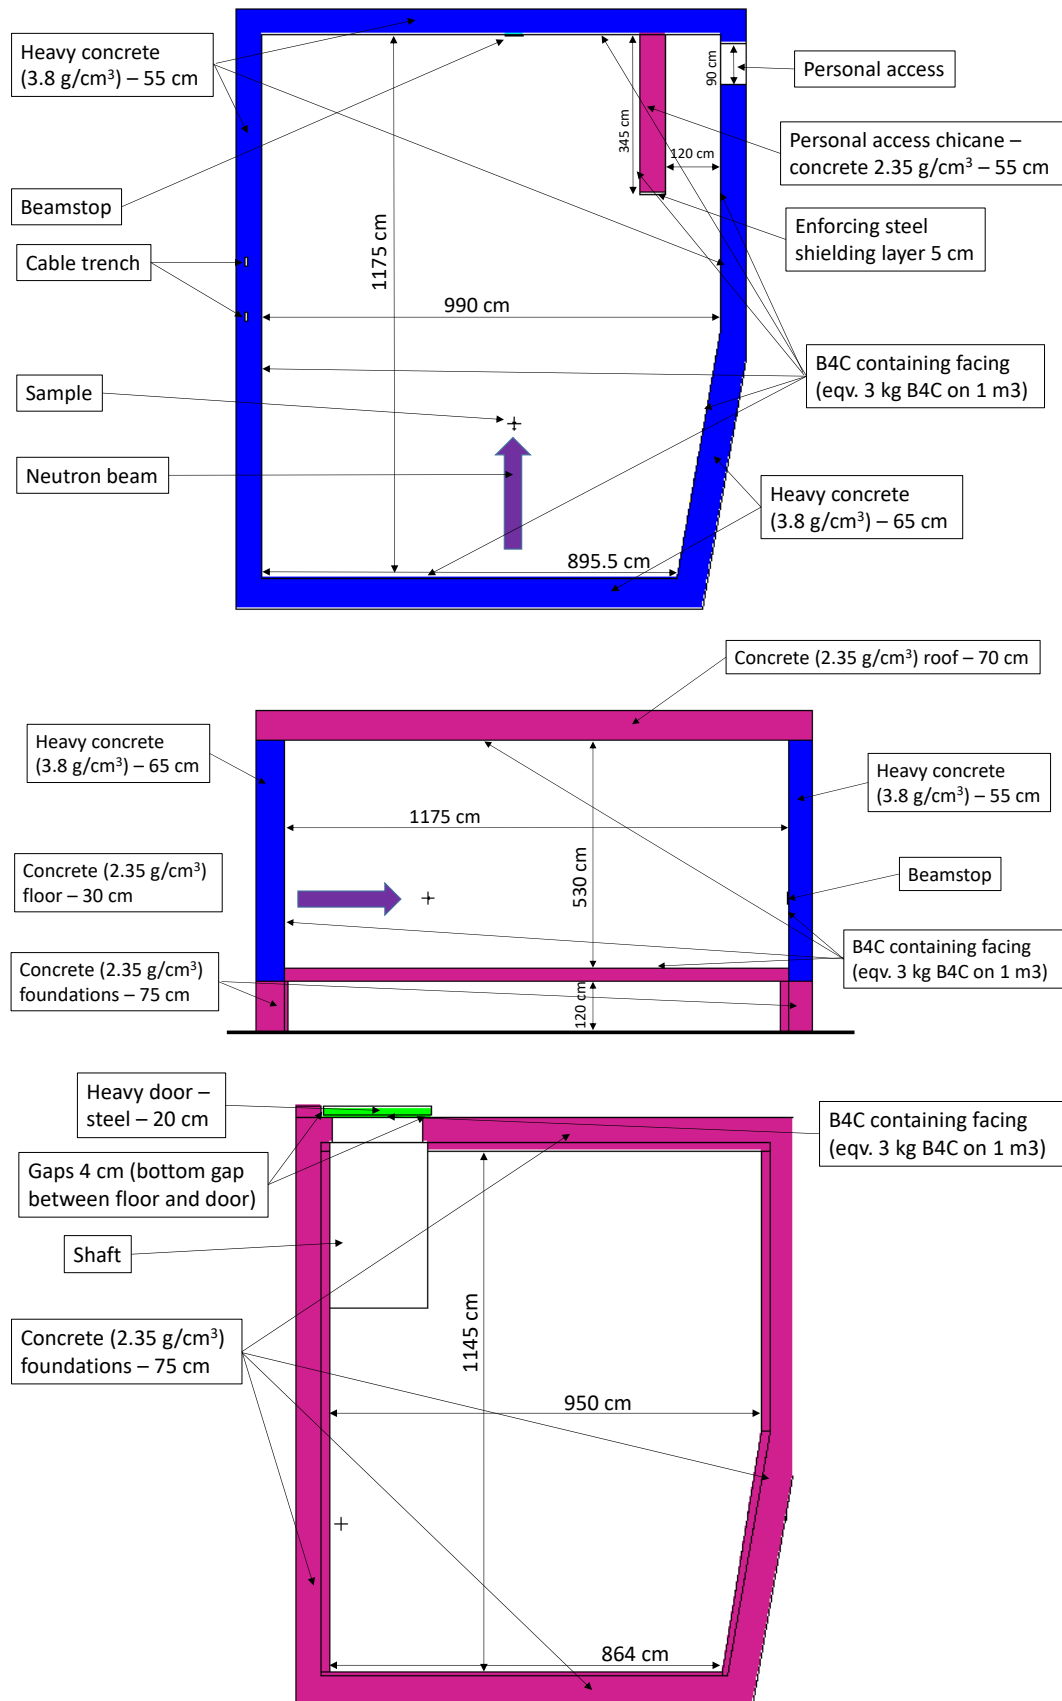 Heavy concrete
(3.8 g/cm³) – 55 cm
90 cm
Personal access
345 cm
Personal access chicane –
concrete 2.35 g/cm³ – 55 cm
120 cm
Beamstop
Enforcing steel
shielding layer 5 cm
1175 cm
Cable trench
990 cm
B4C containing facing
(eqv. 3 kg B4C on 1 m3)
Sample
Neutron beam
Heavy concrete
(3.8 g/cm³) – 65 cm
895.5 cm
Concrete (2.35 g/cm³) roof – 70 cm
Heavy concrete
(3.8 g/cm³) – 65 cm
Heavy concrete
(3.8 g/cm³) – 55 cm
1175 cm
530 cm
Concrete (2.35 g/cm³)
floor – 30 cm
Beamstop
B4C containing facing
(eqv. 3 kg B4C on 1 m3)
Concrete (2.35 g/cm³)
foundations – 75 cm
120 cm
Heavy door –
steel – 20 cm
B4C containing facing
(eqv. 3 kg B4C on 1 m3)
Gaps 4 cm (bottom gap
between floor and door)
Shaft
1145 cm
Concrete (2.35 g/cm³)
foundations – 75 cm
950 cm
864 cm